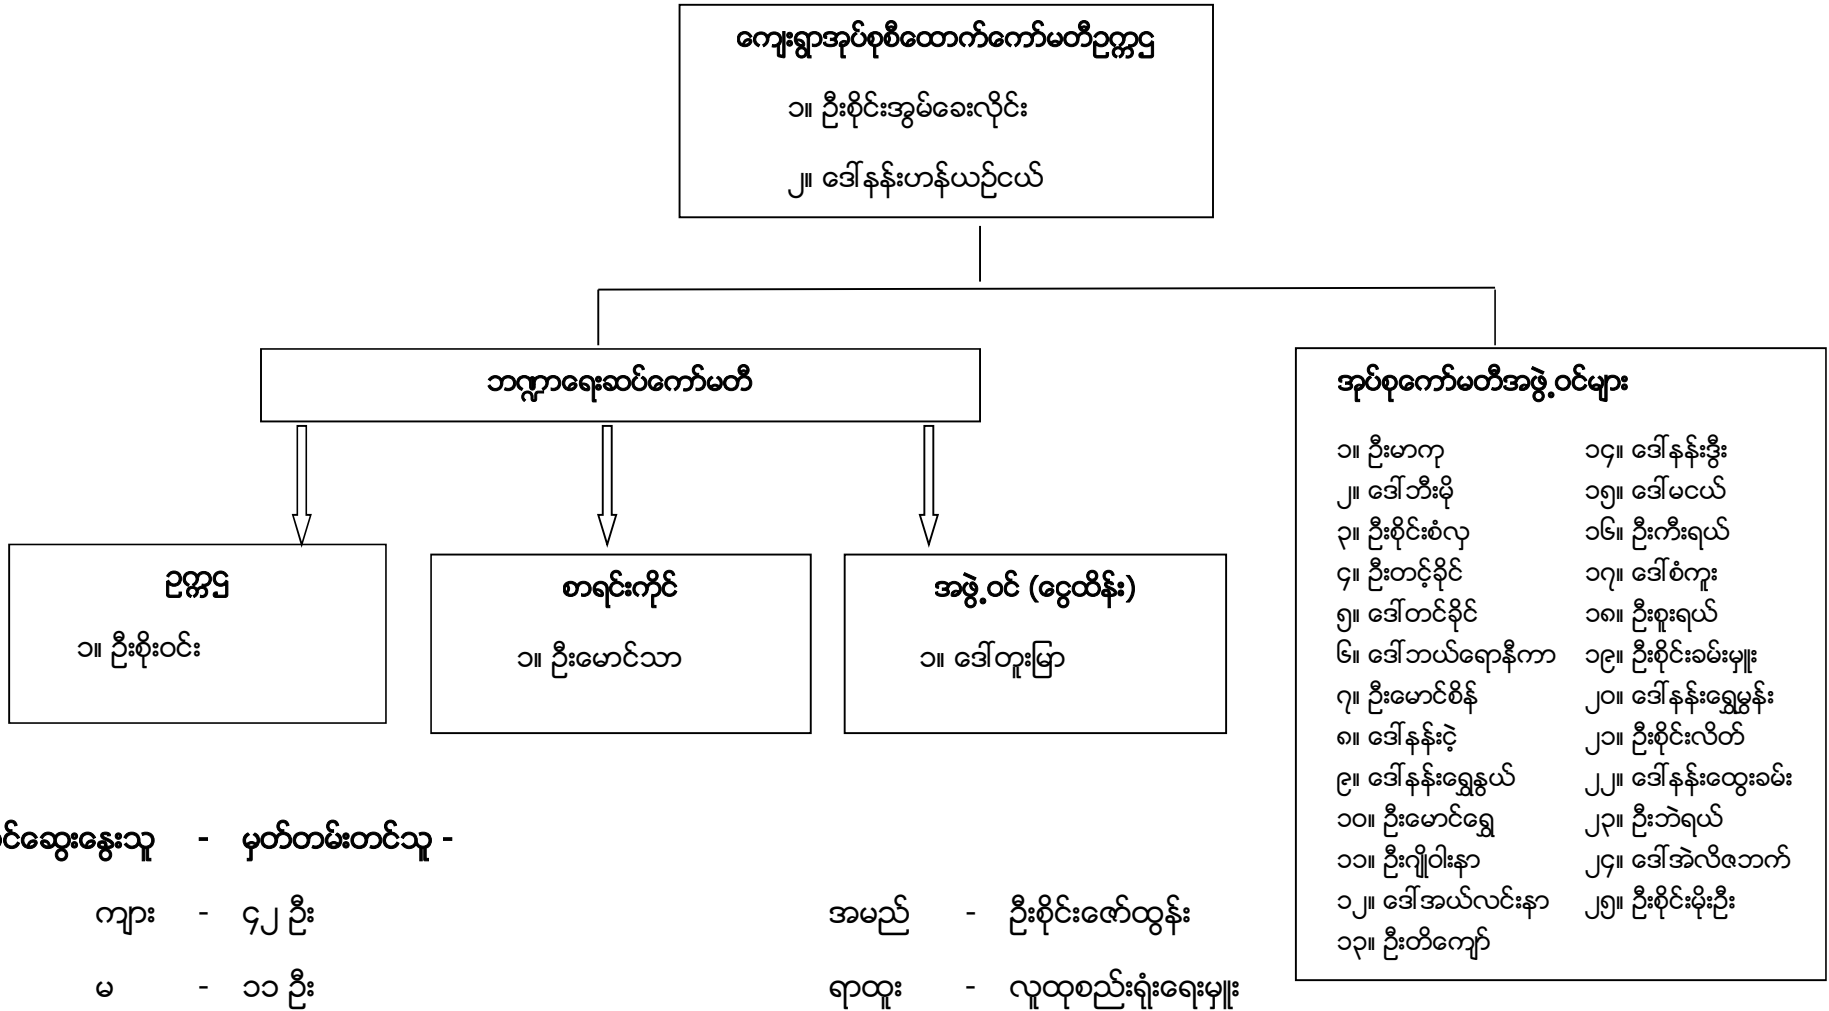 ကျေးရွာအုပ်စုစီထောက်ကော်မတီဥက္ကဌ
၁။ ဦးစိုင်းအွမ်ခေးလိုင်း
၂။ ဒေါ်နန်းဟန်ယဉ်ငယ်
ဘဏ္ဍာရေးဆပ်ကော်မတီ
ဥက္ကဌ
၁။ ဦးစိုးဝင်း
စာရင်းကိုင်
၁။ ဦးမောင်သာ
အဖွဲ့ဝင် (ငွေထိန်း)
၁။ ဒေါ်တူးမြာ
အုပ်စုကော်မတီအဖွဲ့ဝင်များ
၁။ ဦးမာကု
၂။ ဒေါ်ဘီးမို
၃။ ဦးစိုင်းစံလှ
၄။ ဦးတင့်ခိုင်
၅။ ဒေါ်တင်ခိုင်
၆။ ဒေါ်ဘယ်ရောနီကာ
၇။ ဦးမောင်စိန်
၈။ ဒေါ်နန်းငဲ့
၉။ ဒေါ်နန်းရွှေနွယ်
၁၀။ ဦးမောင်ရွှေ
၁၁။ ဦးဂျိုဝါးနာ
၁၂။ ဒေါ်အယ်လင်းနာ
၁၃။ ဦးတိကျော်
၁၄။ ဒေါ်နန်းဒွီး
၁၅။ ဒေါ်မငယ်
၁၆။ ဦးကီးရယ်
၁၇။ ဒေါ်စံကူး
၁၈။ ဦးစူးရယ်
၁၉။ ဦးစိုင်းခမ်းမှူး
၂၀။ ဒေါ်နန်းရွှေမွန်း
၂၁။ ဦးစိုင်းလိတ်
၂၂။ ဒေါ်နန်းထွေးခမ်း
၂၃။ ဦးဘဲရယ်
၂၄။ ဒေါ်အဲလိဇဘက်
၂၅။ ဦးစိုင်းမိုးဦး
- မှတ်တမ်းတင်သူ -
ကျား - ၄၂ ဦး
မ - ၁၁ ဦး
အမည် - ဦးစိုင်းဇော်ထွန်း
ရာထူး - လူထုစည်းရုံးရေးမှူး